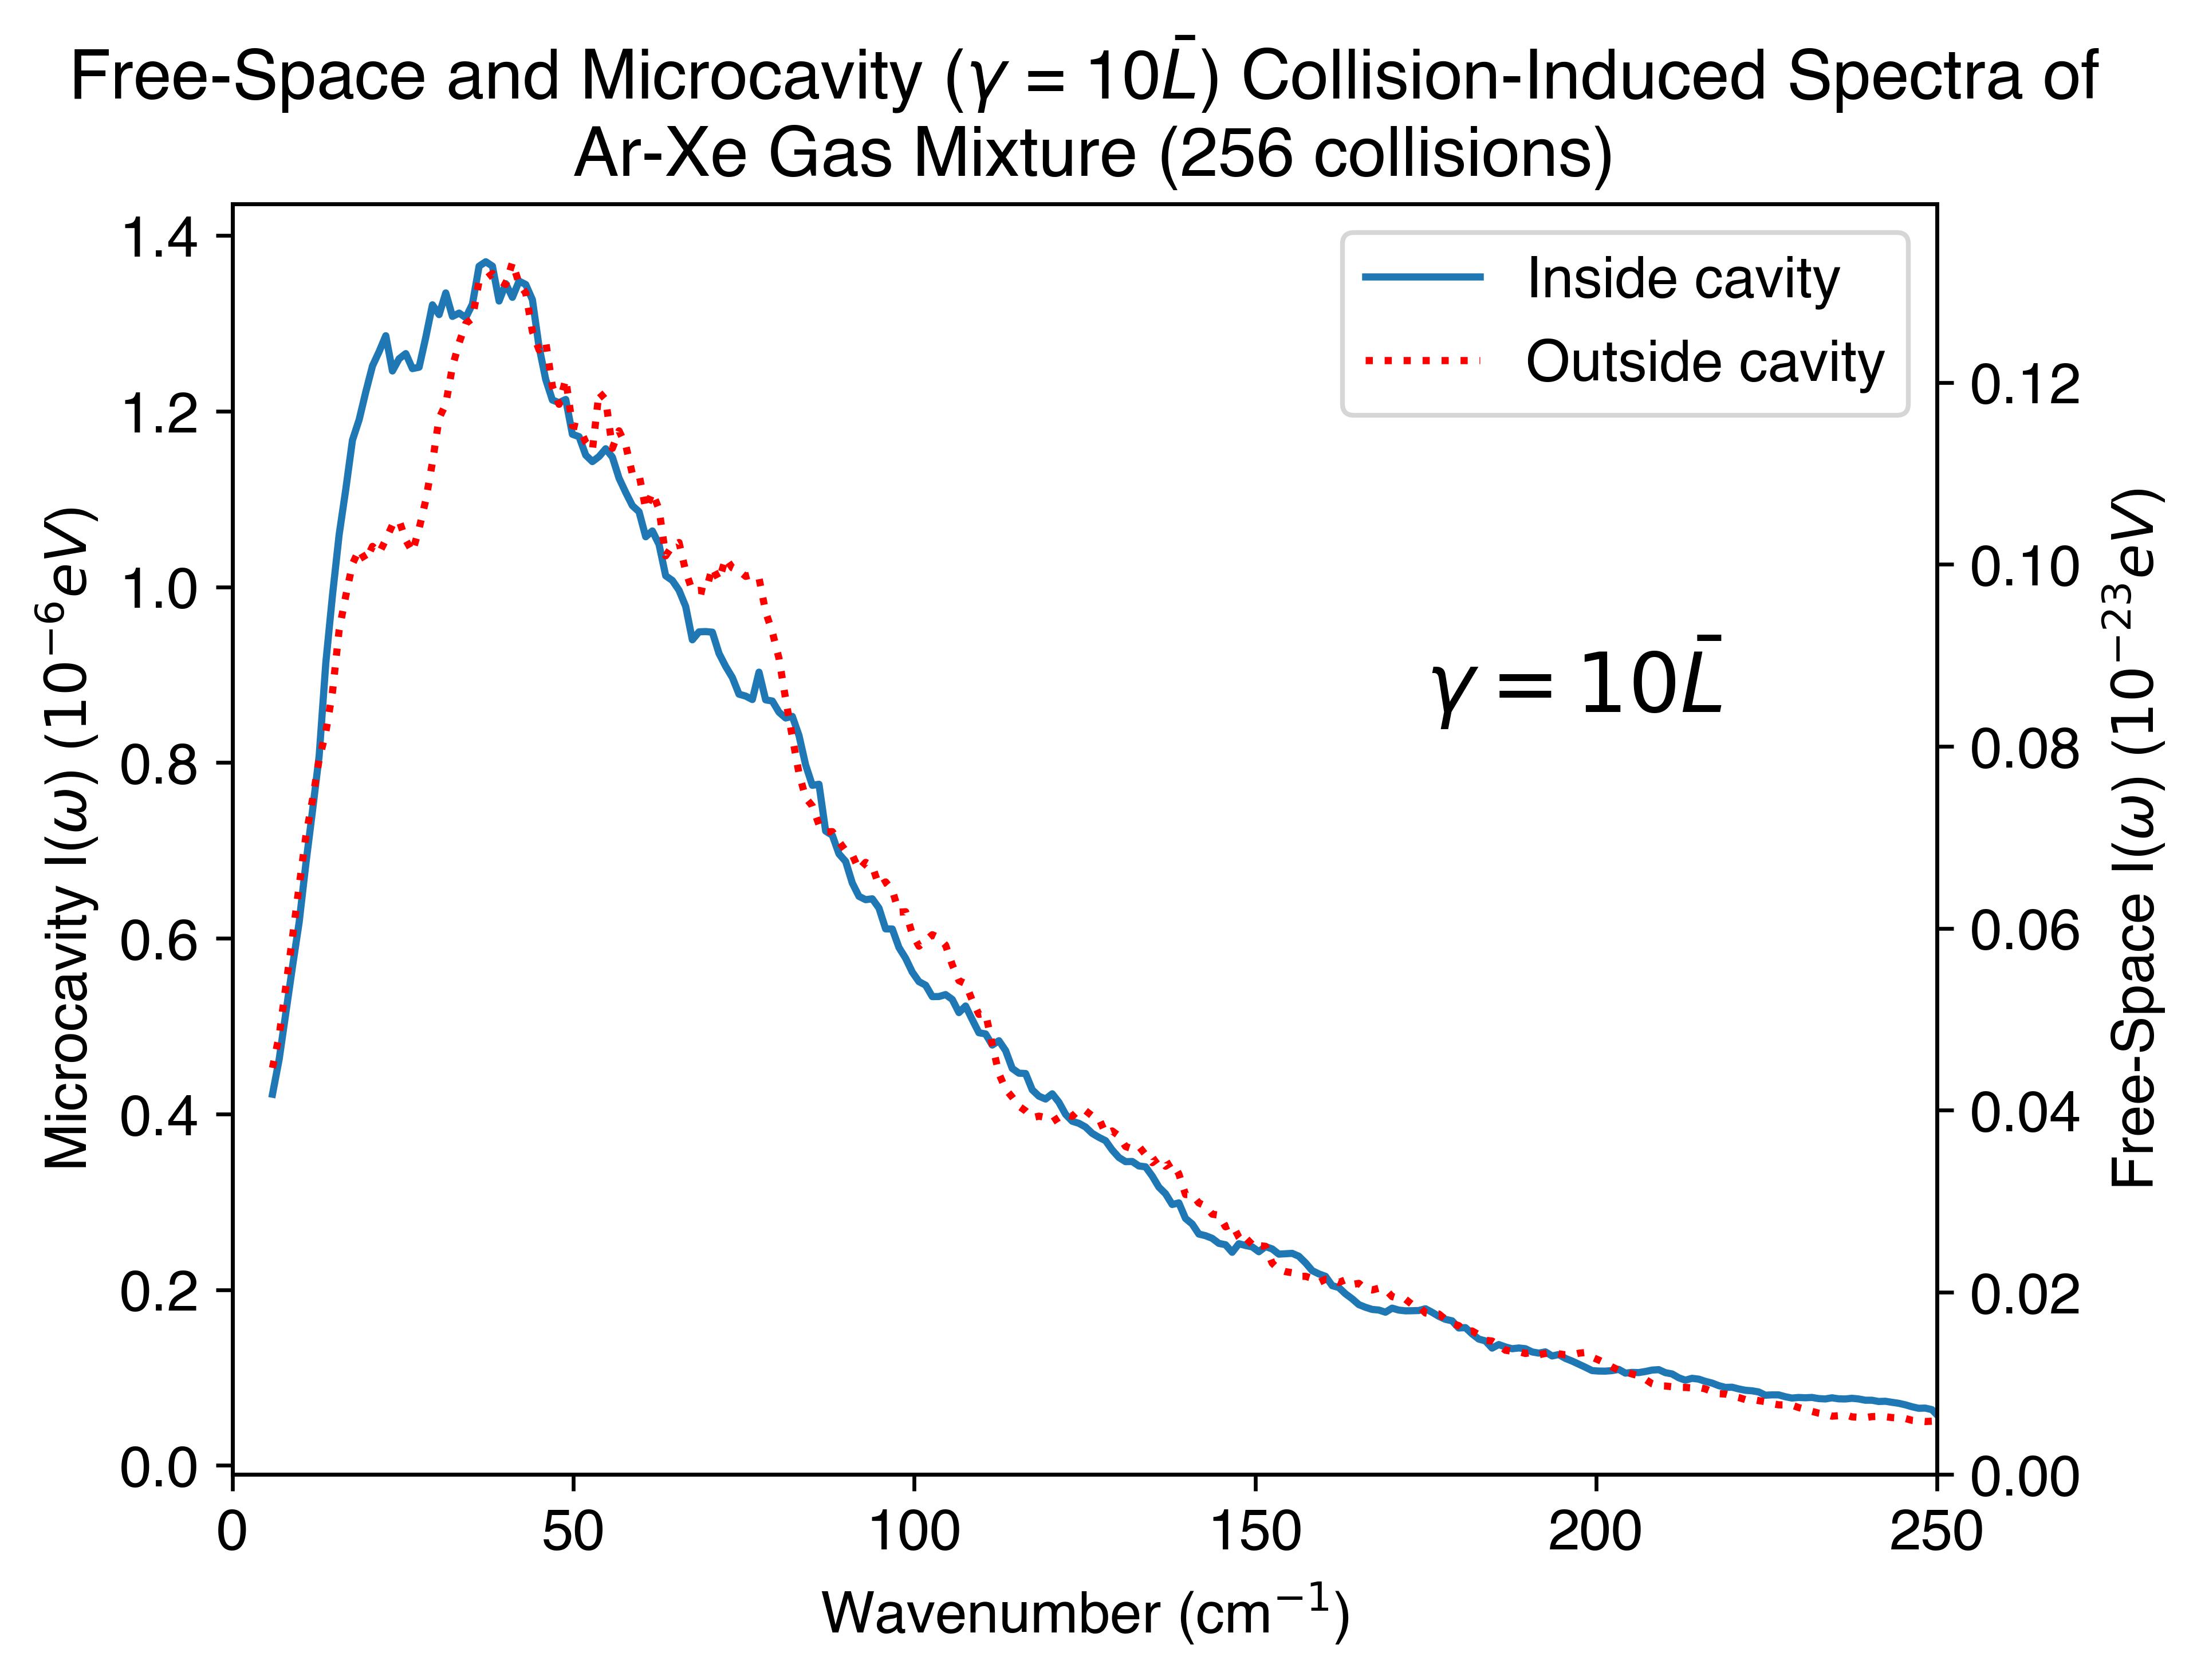 Free-Space and Microcavity (γ = 10L̄) Collision-Induced Spectra of
Ar-Xe Gas Mixture (256 collisions)
Inside cavity
Outside cavity
γ = 10L̄
Microcavity I(ω) (10⁻⁶eV)
1.4
1.2
1.0
0.8
0.6
0.4
0.2
0.0
0.12
0.10
0.08
0.06
0.04
0.02
0.00
Free-Space I(ω) (10⁻²³eV)
0 50 100 150 200 250
Wavenumber (cm⁻¹)